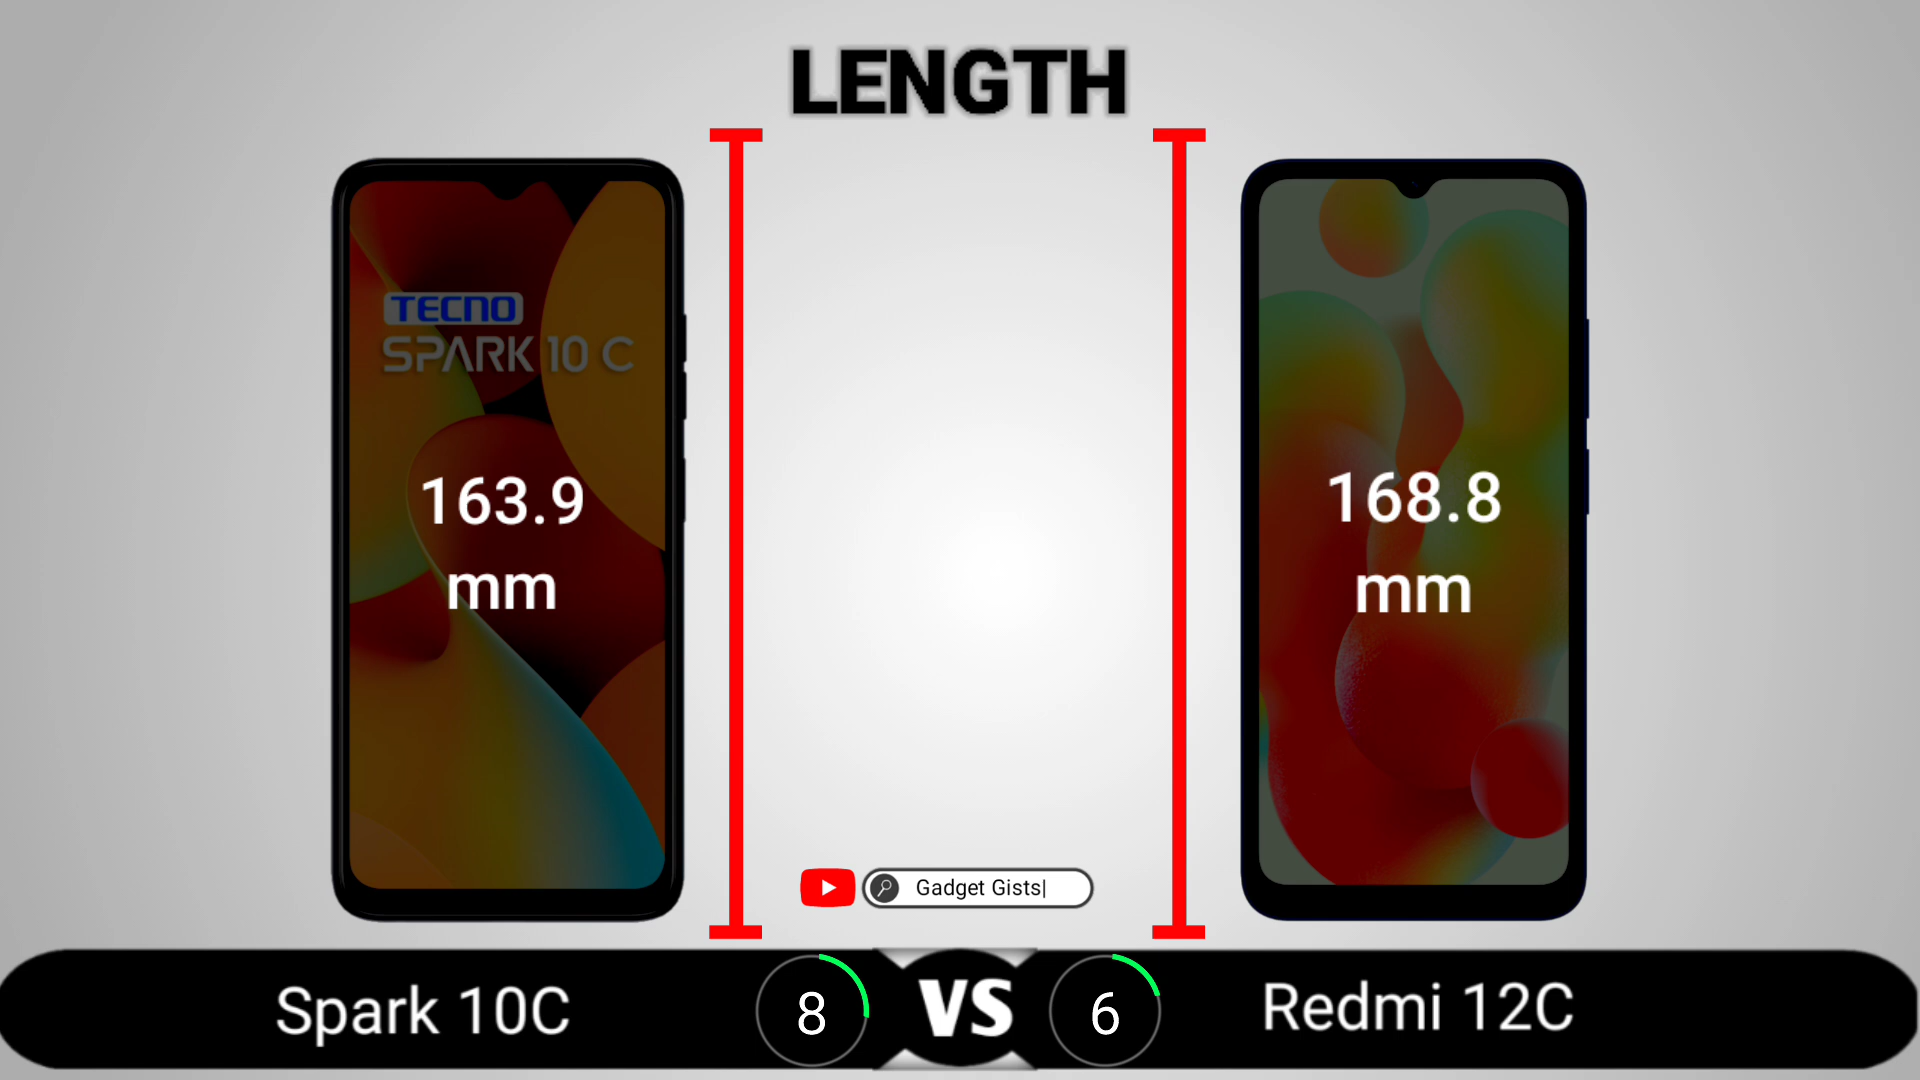 LENGTH
TECNO
SPARK 10 C
163.9
mm
168.8
mm
Gadget Gists|
Spark 10C
8
VS
6
Redmi 12C